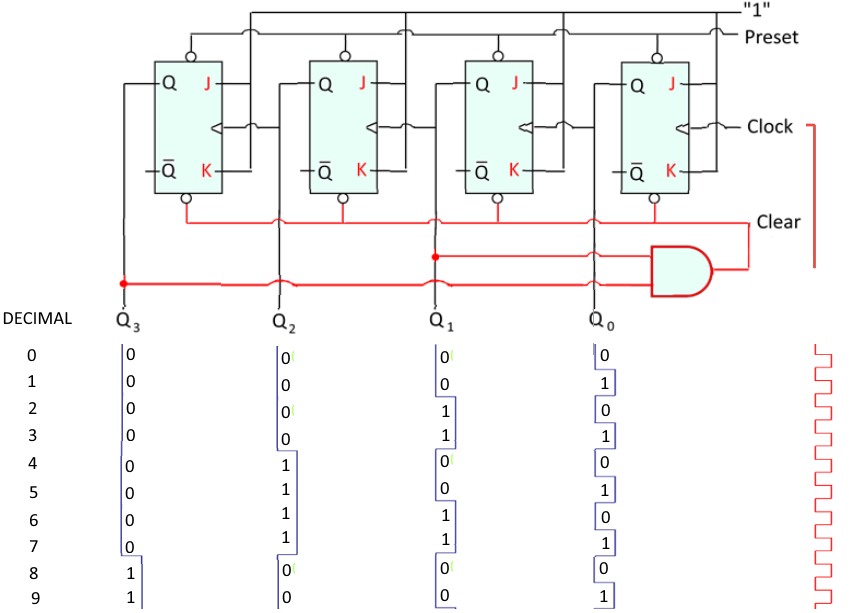 "1"
Preset
Q J Q J Q J Q J
Clock
Q̅ K Q̅ K Q̅ K Q̅ K
Clear
DECIMAL Q3 Q2 Q1 Q0
0 0 0 0 0
1 0 0 0 1
2 0 0 1 0
3 0 0 1 1
4 0 1 0 0
5 0 1 0 1
6 0 1 1 0
7 0 1 1 1
8 1 0 0 0
9 1 0 0 1